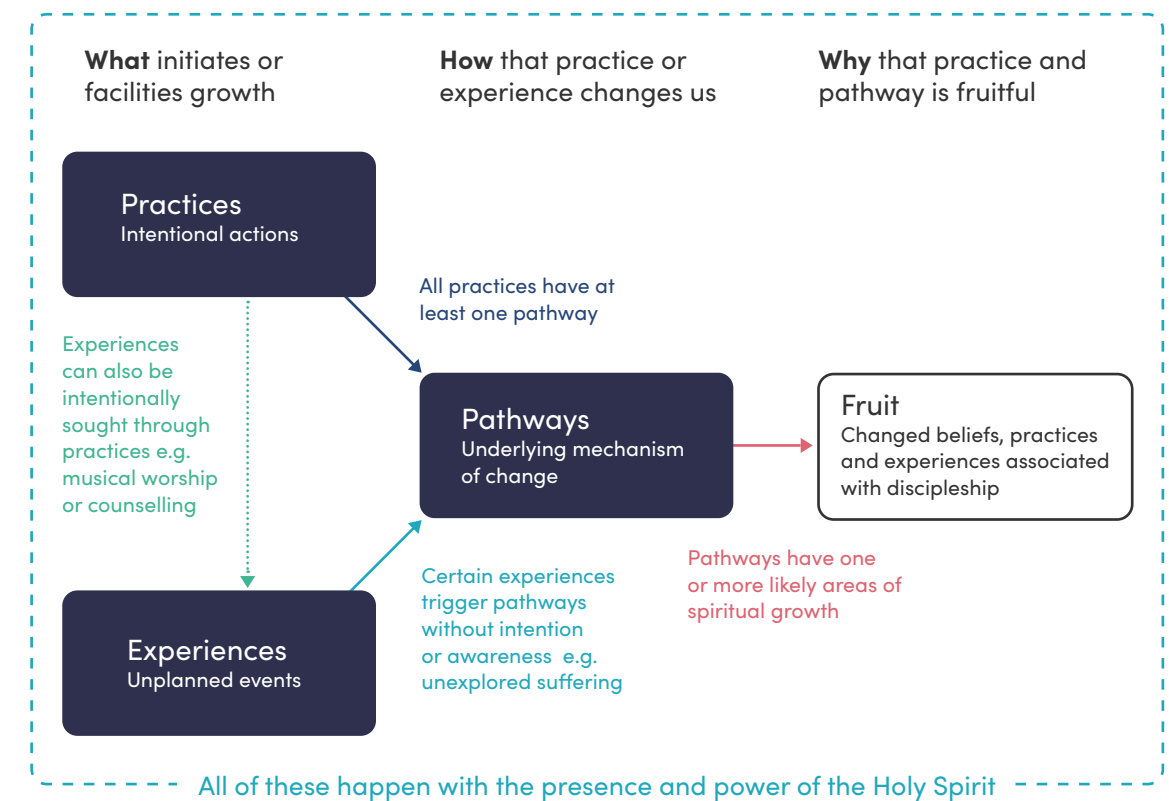 What initiates or
facilities growth
How that practice or
experience changes us
Why that practice and
pathway is fruitful
Practices
Intentional actions
All practices have at
least one pathway
Experiences
can also be
intentionally
sought through
practices e.g.
musical worship
or counselling
Pathways
Underlying mechanism
of change
Fruit
Changed beliefs, practices
and experiences associated
with discipleship
Certain experiences
trigger pathways
without intention
or awareness e.g.
unexplored suffering
Pathways have one
or more likely areas of
spiritual growth
Experiences
Unplanned events
All of these happen with the presence and power of the Holy Spirit